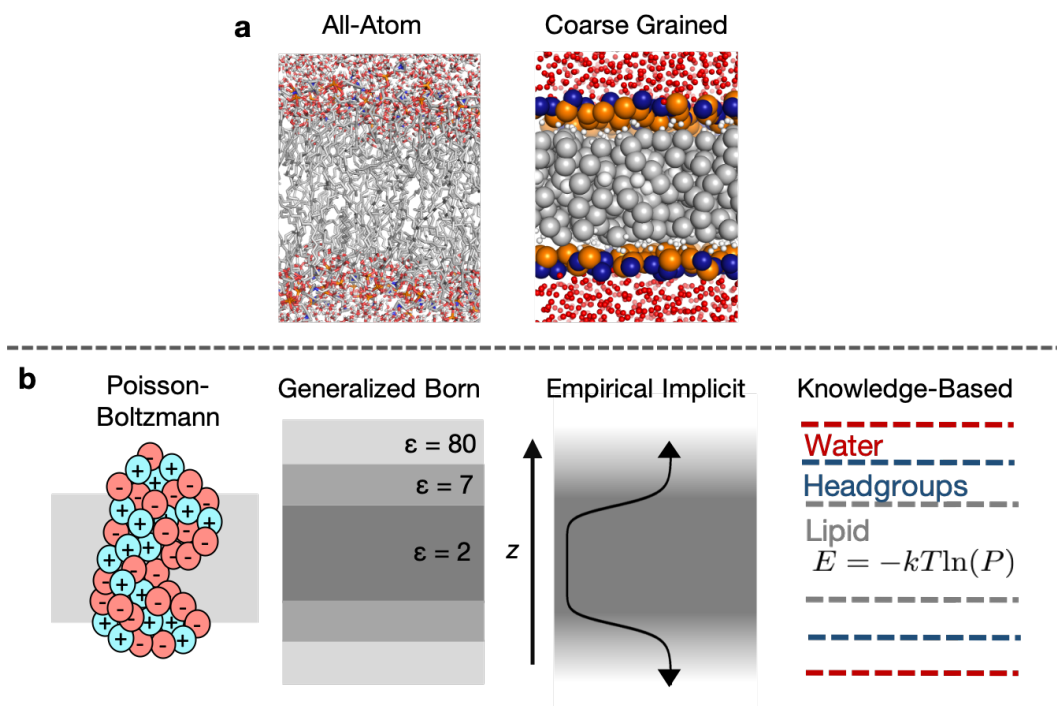 a
All-Atom
Coarse Grained
b
Poisson-
Boltzmann
Generalized Born
Empirical Implicit
Knowledge-Based
ε = 80
ε = 7
ε = 2
z
Water
Headgroups
Lipid
E = −kTln(P)